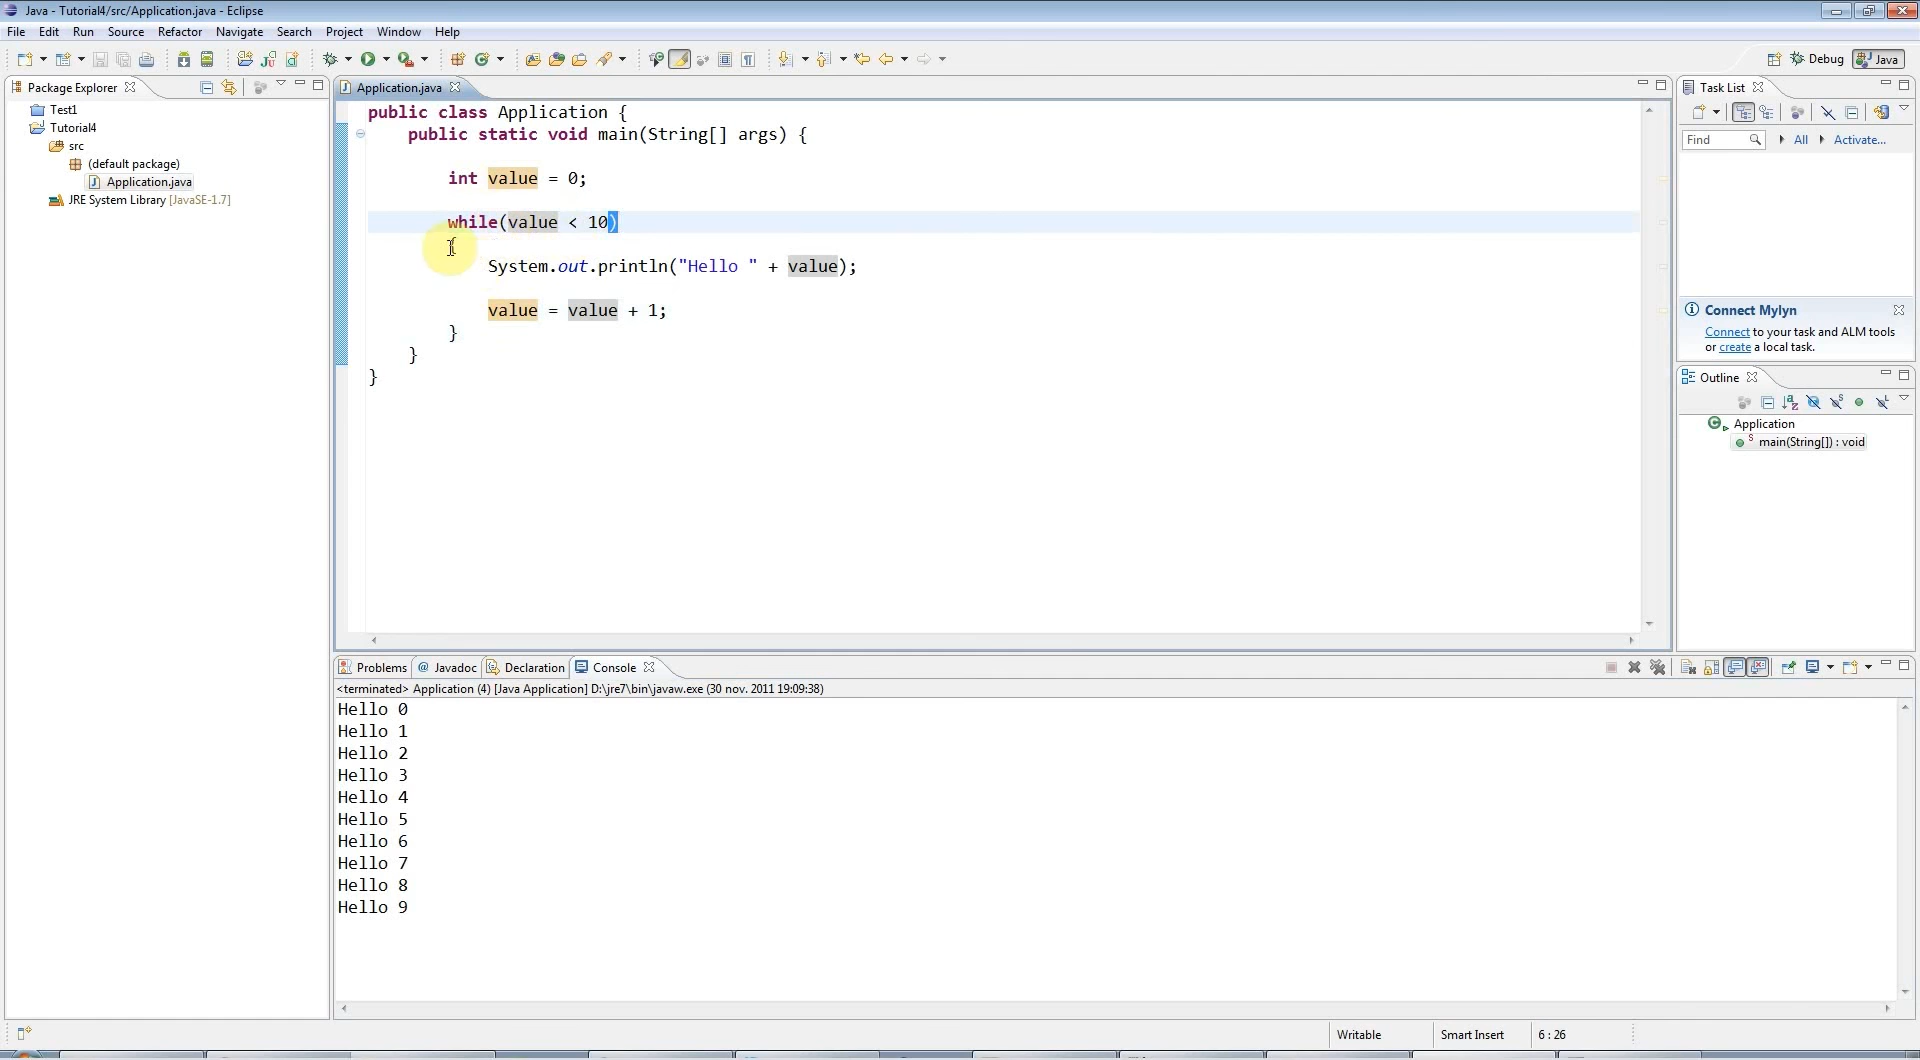 Java - Tutorial4/src/Application.java - Eclipse
File Edit Run Source Refactor Navigate Search Project Window Help
Debug Java
Package Explorer
Test1
Tutorial4
src
(default package)
Application.java
JRE System Library [JavaSE-1.7]
Application.java
public class Application {
public static void main(String[] args) {
int value = 0;
while(value < 10)
{
System.out.println("Hello " + value);
value = value + 1;
}
}
}
Task List
Find All Activate...
Connect Mylyn
Connect to your task and ALM tools
or create a local task.
Outline
Application
main(String[]) : void
Problems @ Javadoc Declaration Console
<terminated> Application (4) [Java Application] D:\jre7\bin\javaw.exe (30 nov. 2011 19:09:38)
Hello 0
Hello 1
Hello 2
Hello 3
Hello 4
Hello 5
Hello 6
Hello 7
Hello 8
Hello 9
Writable Smart Insert 6 : 26